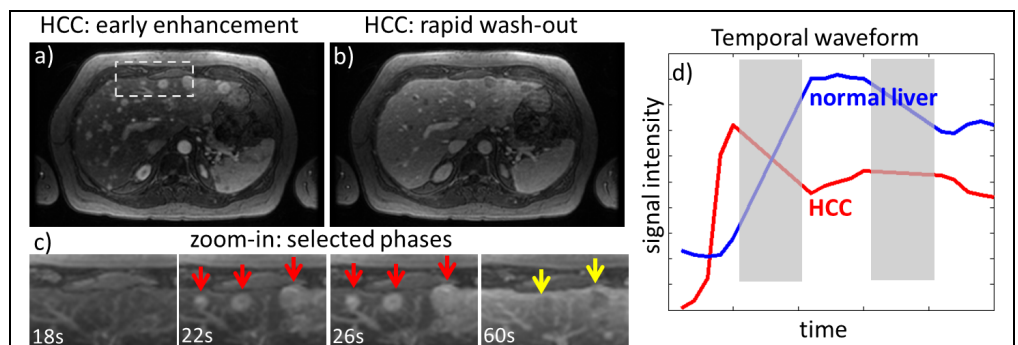 HCC: early enhancement
HCC: rapid wash-out
a)
b)
c)
zoom-in: selected phases
18s
22s
26s
60s
Temporal waveform
d)
normal liver
HCC
signal intensity
time